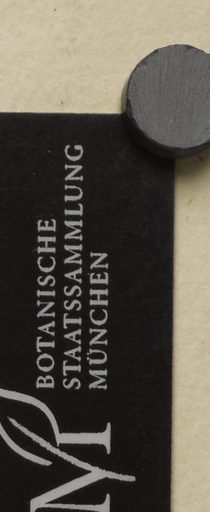 BOTANISCHE
STAATSSAMMLUNG
MÜNCHEN
M